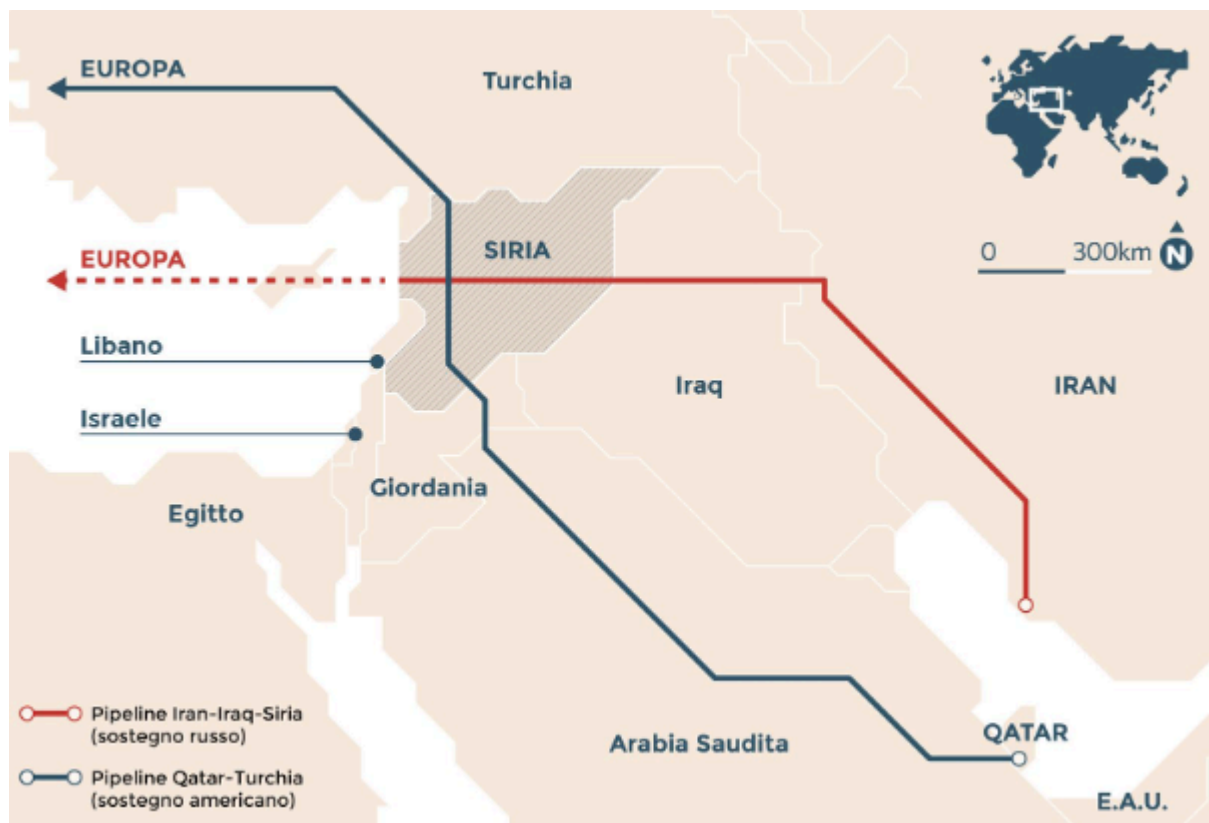 EUROPA
Turchia
EUROPA
SIRIA
0 300km N
Libano
Iraq
IRAN
Israele
Giordania
Egitto
Pipeline Iran-Iraq-Siria
(sostegno russo)
Arabia Saudita
QATAR
Pipeline Qatar-Turchia
(sostegno americano)
E.A.U.